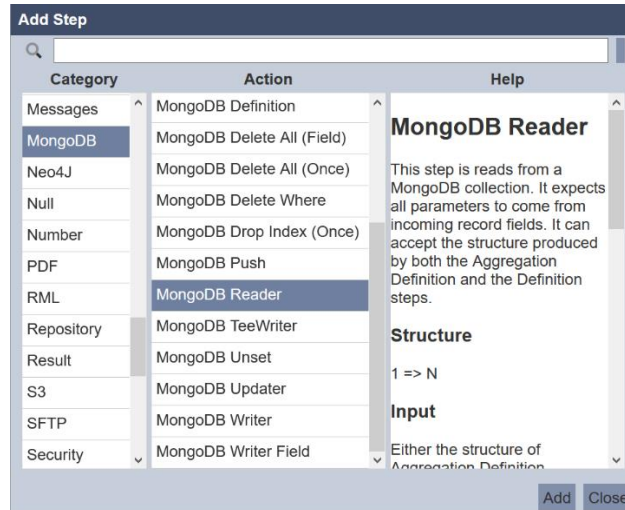 Add Step
Category
Action
Help
Messages
MongoDB
Neo4J
Null
Number
PDF
RML
Repository
Result
S3
SFTP
Security
MongoDB Definition
MongoDB Delete All (Field)
MongoDB Delete All (Once)
MongoDB Delete Where
MongoDB Drop Index (Once)
MongoDB Push
MongoDB Reader
MongoDB TeeWriter
MongoDB Unset
MongoDB Updater
MongoDB Writer
MongoDB Writer Field
MongoDB Reader
This step is reads from a
MongoDB collection. It expects
all parameters to come from
incoming record fields. It can
accept the structure produced
by both the Aggregation
Definition and the Definition
steps.
Structure
1 => N
Input
Either the structure of
Aggregation Definition
Add
Close